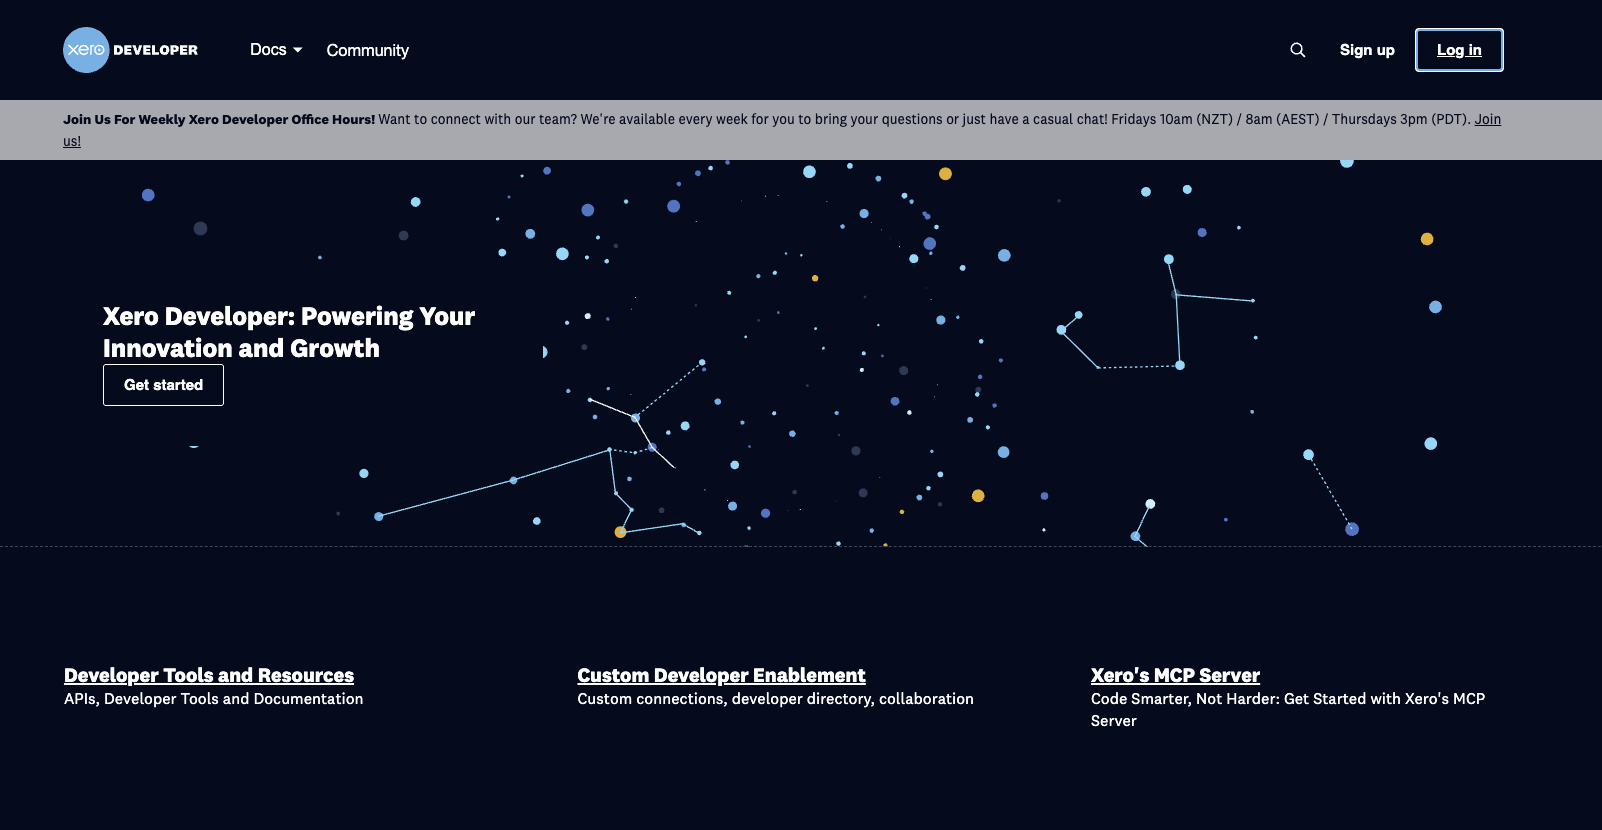 xero DEVELOPER
Docs
Community
Sign up
Log in
Join Us For Weekly Xero Developer Office Hours! Want to connect with our team? We're available every week for you to bring your questions or just have a casual chat! Fridays 10am (NZT) / 8am (AEST) / Thursdays 3pm (PDT). Join
us!
Xero Developer: Powering Your
Innovation and Growth
Get started
Developer Tools and Resources
APIs, Developer Tools and Documentation
Custom Developer Enablement
Custom connections, developer directory, collaboration
Xero's MCP Server
Code Smarter, Not Harder: Get Started with Xero's MCP
Server